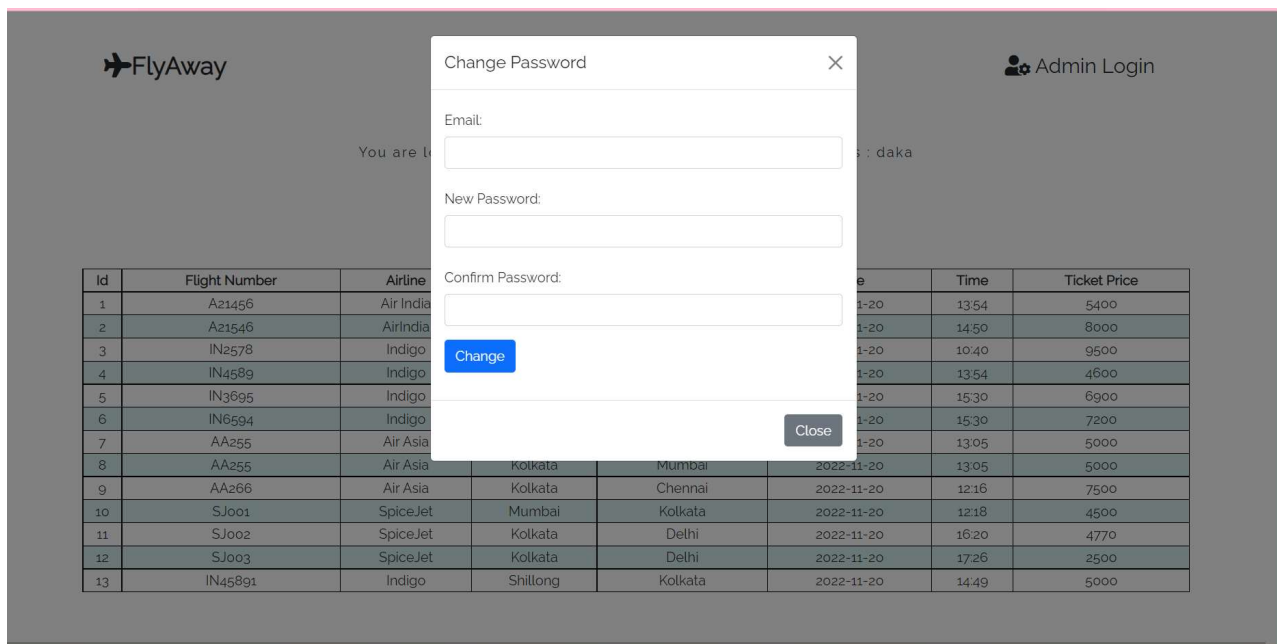 FlyAway
Change Password
Admin Login
Email:
You are
: daka
New Password:
Confirm Password:
Id Flight Number Airline Time Ticket Price
1 A21456 Air India 1-20 13:54 5400
2 A21546 AirIndia 1-20 14:50 8000
3 IN2578 Indigo 1-20 10:40 9500
4 IN4589 Indigo 1-20 13:54 4600
5 IN3695 Indigo 1-20 15:30 6900
6 IN6594 Indigo 1-20 15:30 7200
7 AA255 Air Asia 1-20 13:05 5000
8 AA255 Air Asia Kolkata Mumbai 2022-11-20 13:05 5000
9 AA266 Air Asia Kolkata Chennai 2022-11-20 12:16 7500
10 SJ001 SpiceJet Mumbai Kolkata 2022-11-20 12:18 4500
11 SJ002 SpiceJet Kolkata Delhi 2022-11-20 16:20 4770
12 SJ003 SpiceJet Kolkata Delhi 2022-11-20 17:26 2500
13 IN45891 Indigo Shillong Kolkata 2022-11-20 14:49 5000
Change
Close